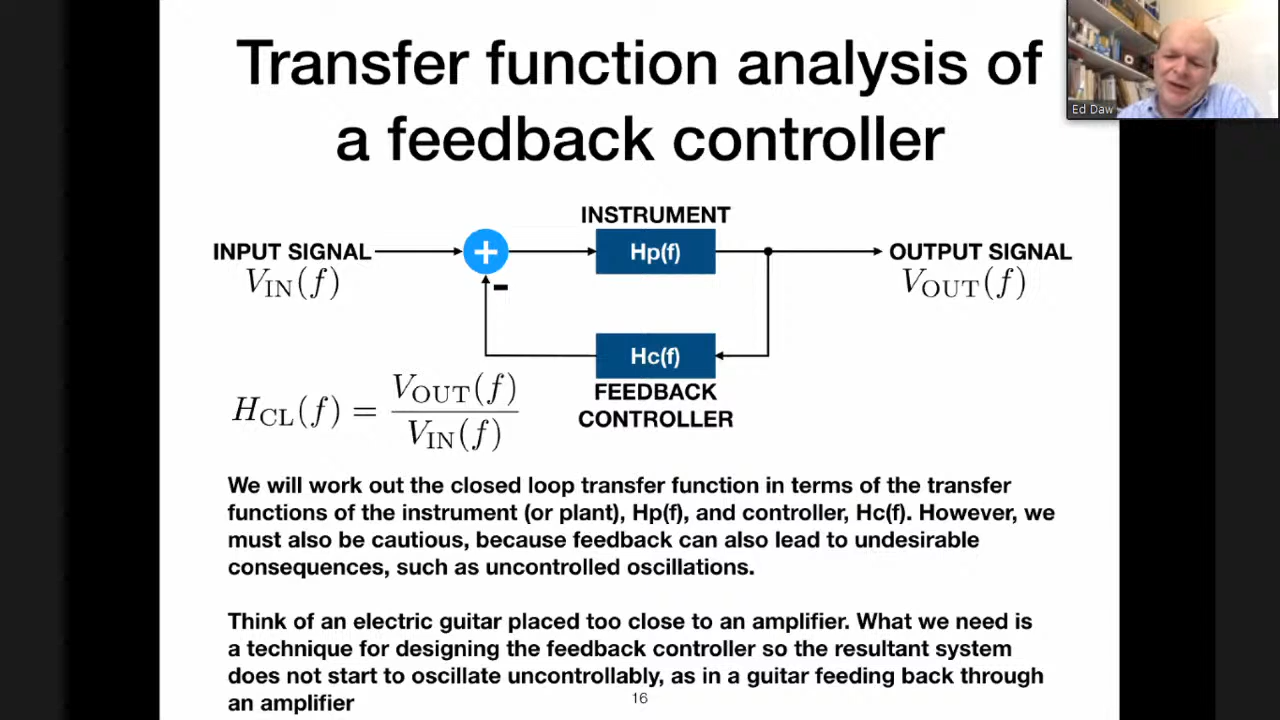 Transfer function analysis of
a feedback controller
Ed Daw
INSTRUMENT
INPUT SIGNAL
+
Hp(f)
OUTPUT SIGNAL
V_IN(f)
-
V_OUT(f)
Hc(f)
FEEDBACK
CONTROLLER
H_CL(f) = V_OUT(f) / V_IN(f)
We will work out the closed loop transfer function in terms of the transfer
functions of the instrument (or plant), Hp(f), and controller, Hc(f). However, we
must also be cautious, because feedback can also lead to undesirable
consequences, such as uncontrolled oscillations.
Think of an electric guitar placed too close to an amplifier. What we need is
a technique for designing the feedback controller so the resultant system
does not start to oscillate uncontrollably, as in a guitar feeding back through
an amplifier
16